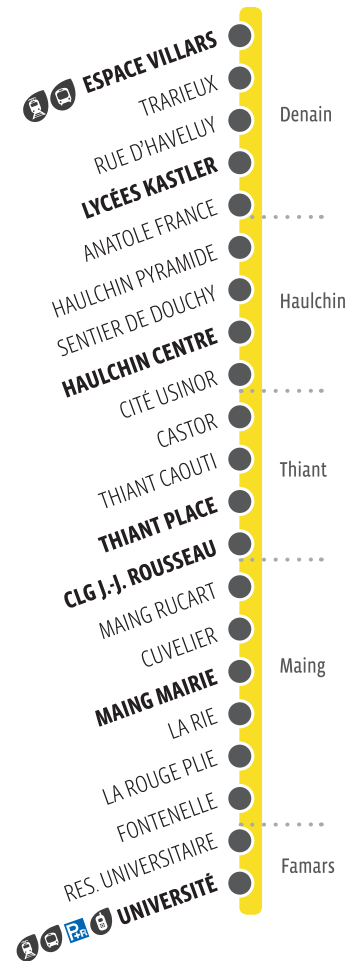 ESPACE VILLARS
TRARIEUX
RUE D'HAVELUY
Denain
LYCÉES KASTLER
ANATOLE FRANCE
HAULCHIN PYRAMIDE
SENTIER DE DOUCHY
Haulchin
HAULCHIN CENTRE
CITÉ USINOR
CASTOR
THIANT CAOUTI
Thiant
THIANT PLACE
CLG J.-J. ROUSSEAU
MAING RUCART
CUVELIER
Maing
MAING MAIRIE
LA RIE
LA ROUGE PLIE
FONTENELLE
RES. UNIVERSITAIRE
Famars
P+R UNIVERSITÉ